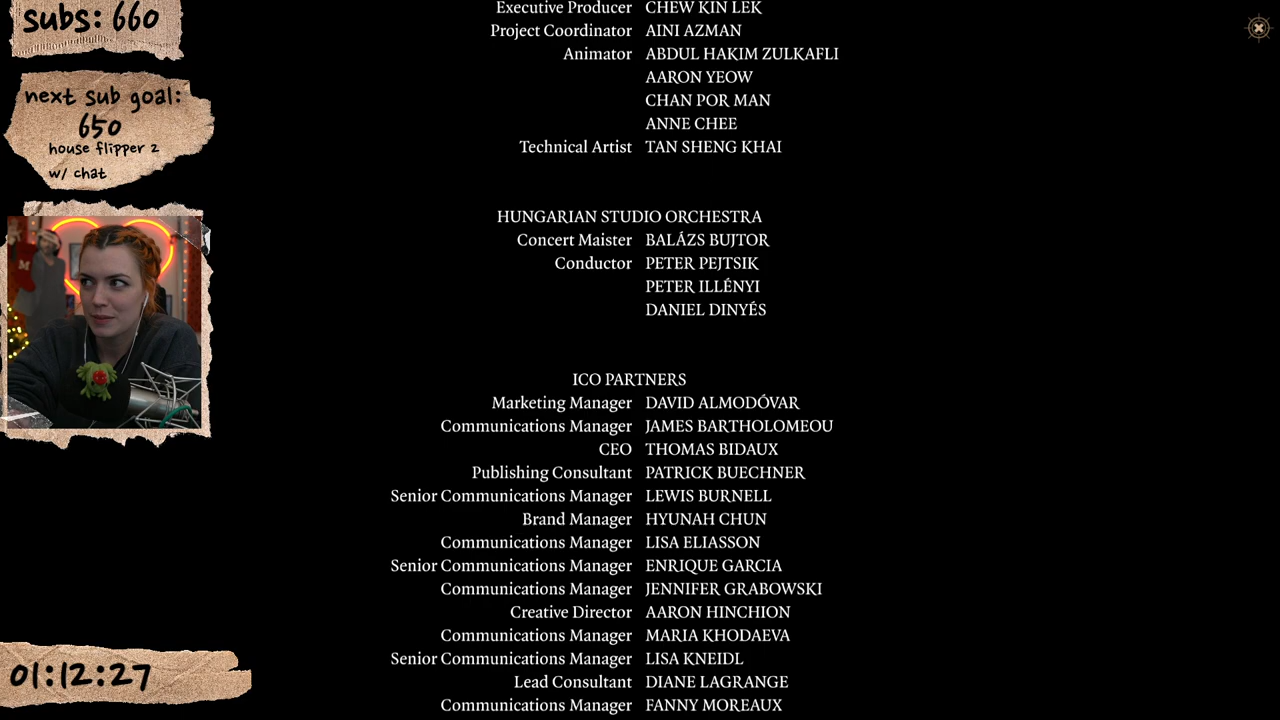 subs: 660
next sub goal:
650
house flipper 2
w/ chat
M
01:12:27
Executive Producer CHEW KIN LEK
Project Coordinator AINI AZMAN
Animator ABDUL HAKIM ZULKAFLI
AARON YEOW
CHAN POR MAN
ANNE CHEE
Technical Artist TAN SHENG KHAI
HUNGARIAN STUDIO ORCHESTRA
Concert Maister BALÁZS BUJTOR
Conductor PETER PEJTSIK
PETER ILLÉNYI
DANIEL DINYÉS
ICO PARTNERS
Marketing Manager DAVID ALMODÓVAR
Communications Manager JAMES BARTHOLOMEOU
CEO THOMAS BIDAUX
Publishing Consultant PATRICK BUECHNER
Senior Communications Manager LEWIS BURNELL
Brand Manager HYUNAH CHUN
Communications Manager LISA ELIASSON
Senior Communications Manager ENRIQUE GARCIA
Communications Manager JENNIFER GRABOWSKI
Creative Director AARON HINCHION
Communications Manager MARIA KHODAEVA
Senior Communications Manager LISA KNEIDL
Lead Consultant DIANE LAGRANGE
Communications Manager FANNY MOREAUX